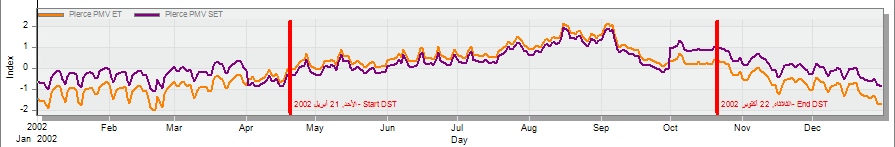 Pierce PMV ET Pierce PMV SET
Index
2
1
0
-1
-2
الأحد, 21 أبريل 2002 - Start DST
الثلاثاء, 22 أكتوبر 2002 - End DST
2002 Feb Mar Apr May Jun Jul Aug Sep Oct Nov Dec
Jan 2002
Day